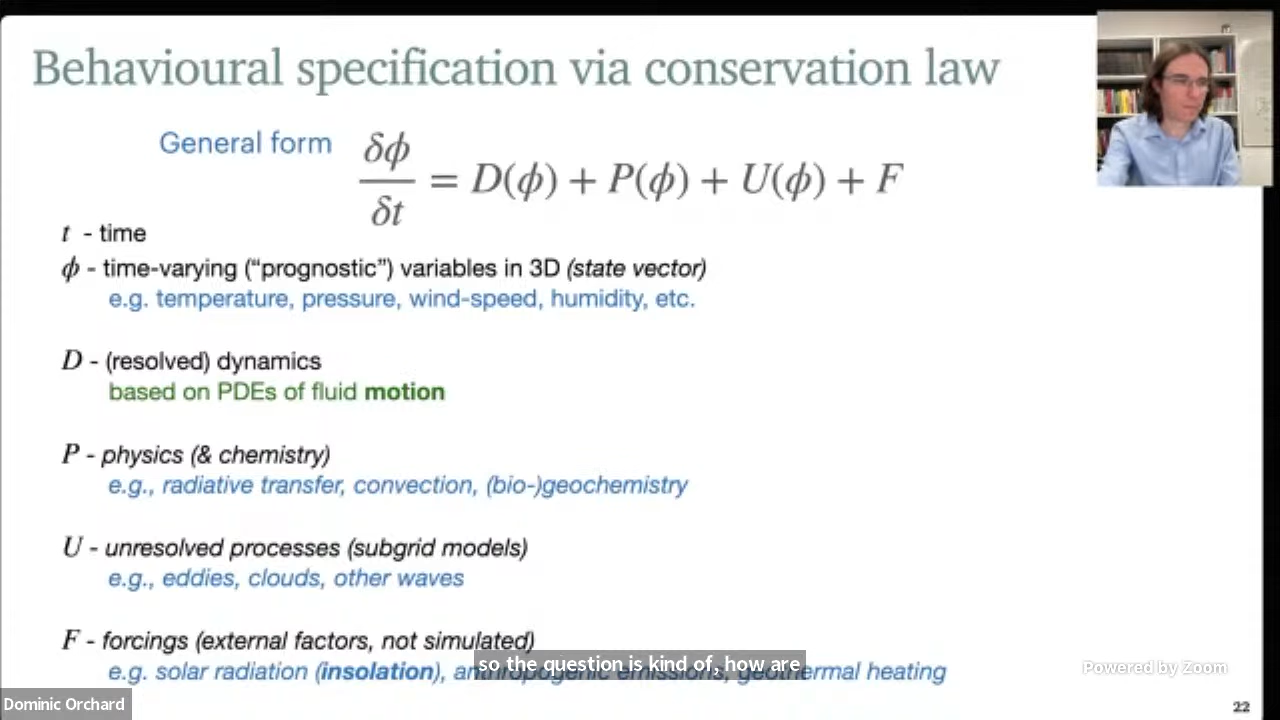 Behavioural specification via conservation law
General form
δϕ/δt = D(ϕ) + P(ϕ) + U(ϕ) + F
t - time
ϕ - time-varying (“prognostic”) variables in 3D (state vector)
e.g. temperature, pressure, wind-speed, humidity, etc.
D - (resolved) dynamics
based on PDEs of fluid motion
P - physics (& chemistry)
e.g., radiative transfer, convection, (bio-)geochemistry
U - unresolved processes (subgrid models)
e.g., eddies, clouds, other waves
F - forcings (external factors, not simulated)
so the question is kind of, how are
e.g. solar radiation (insolation), anthropogenic emissions, geothermal heating
Powered by Zoom
Dominic Orchard
22